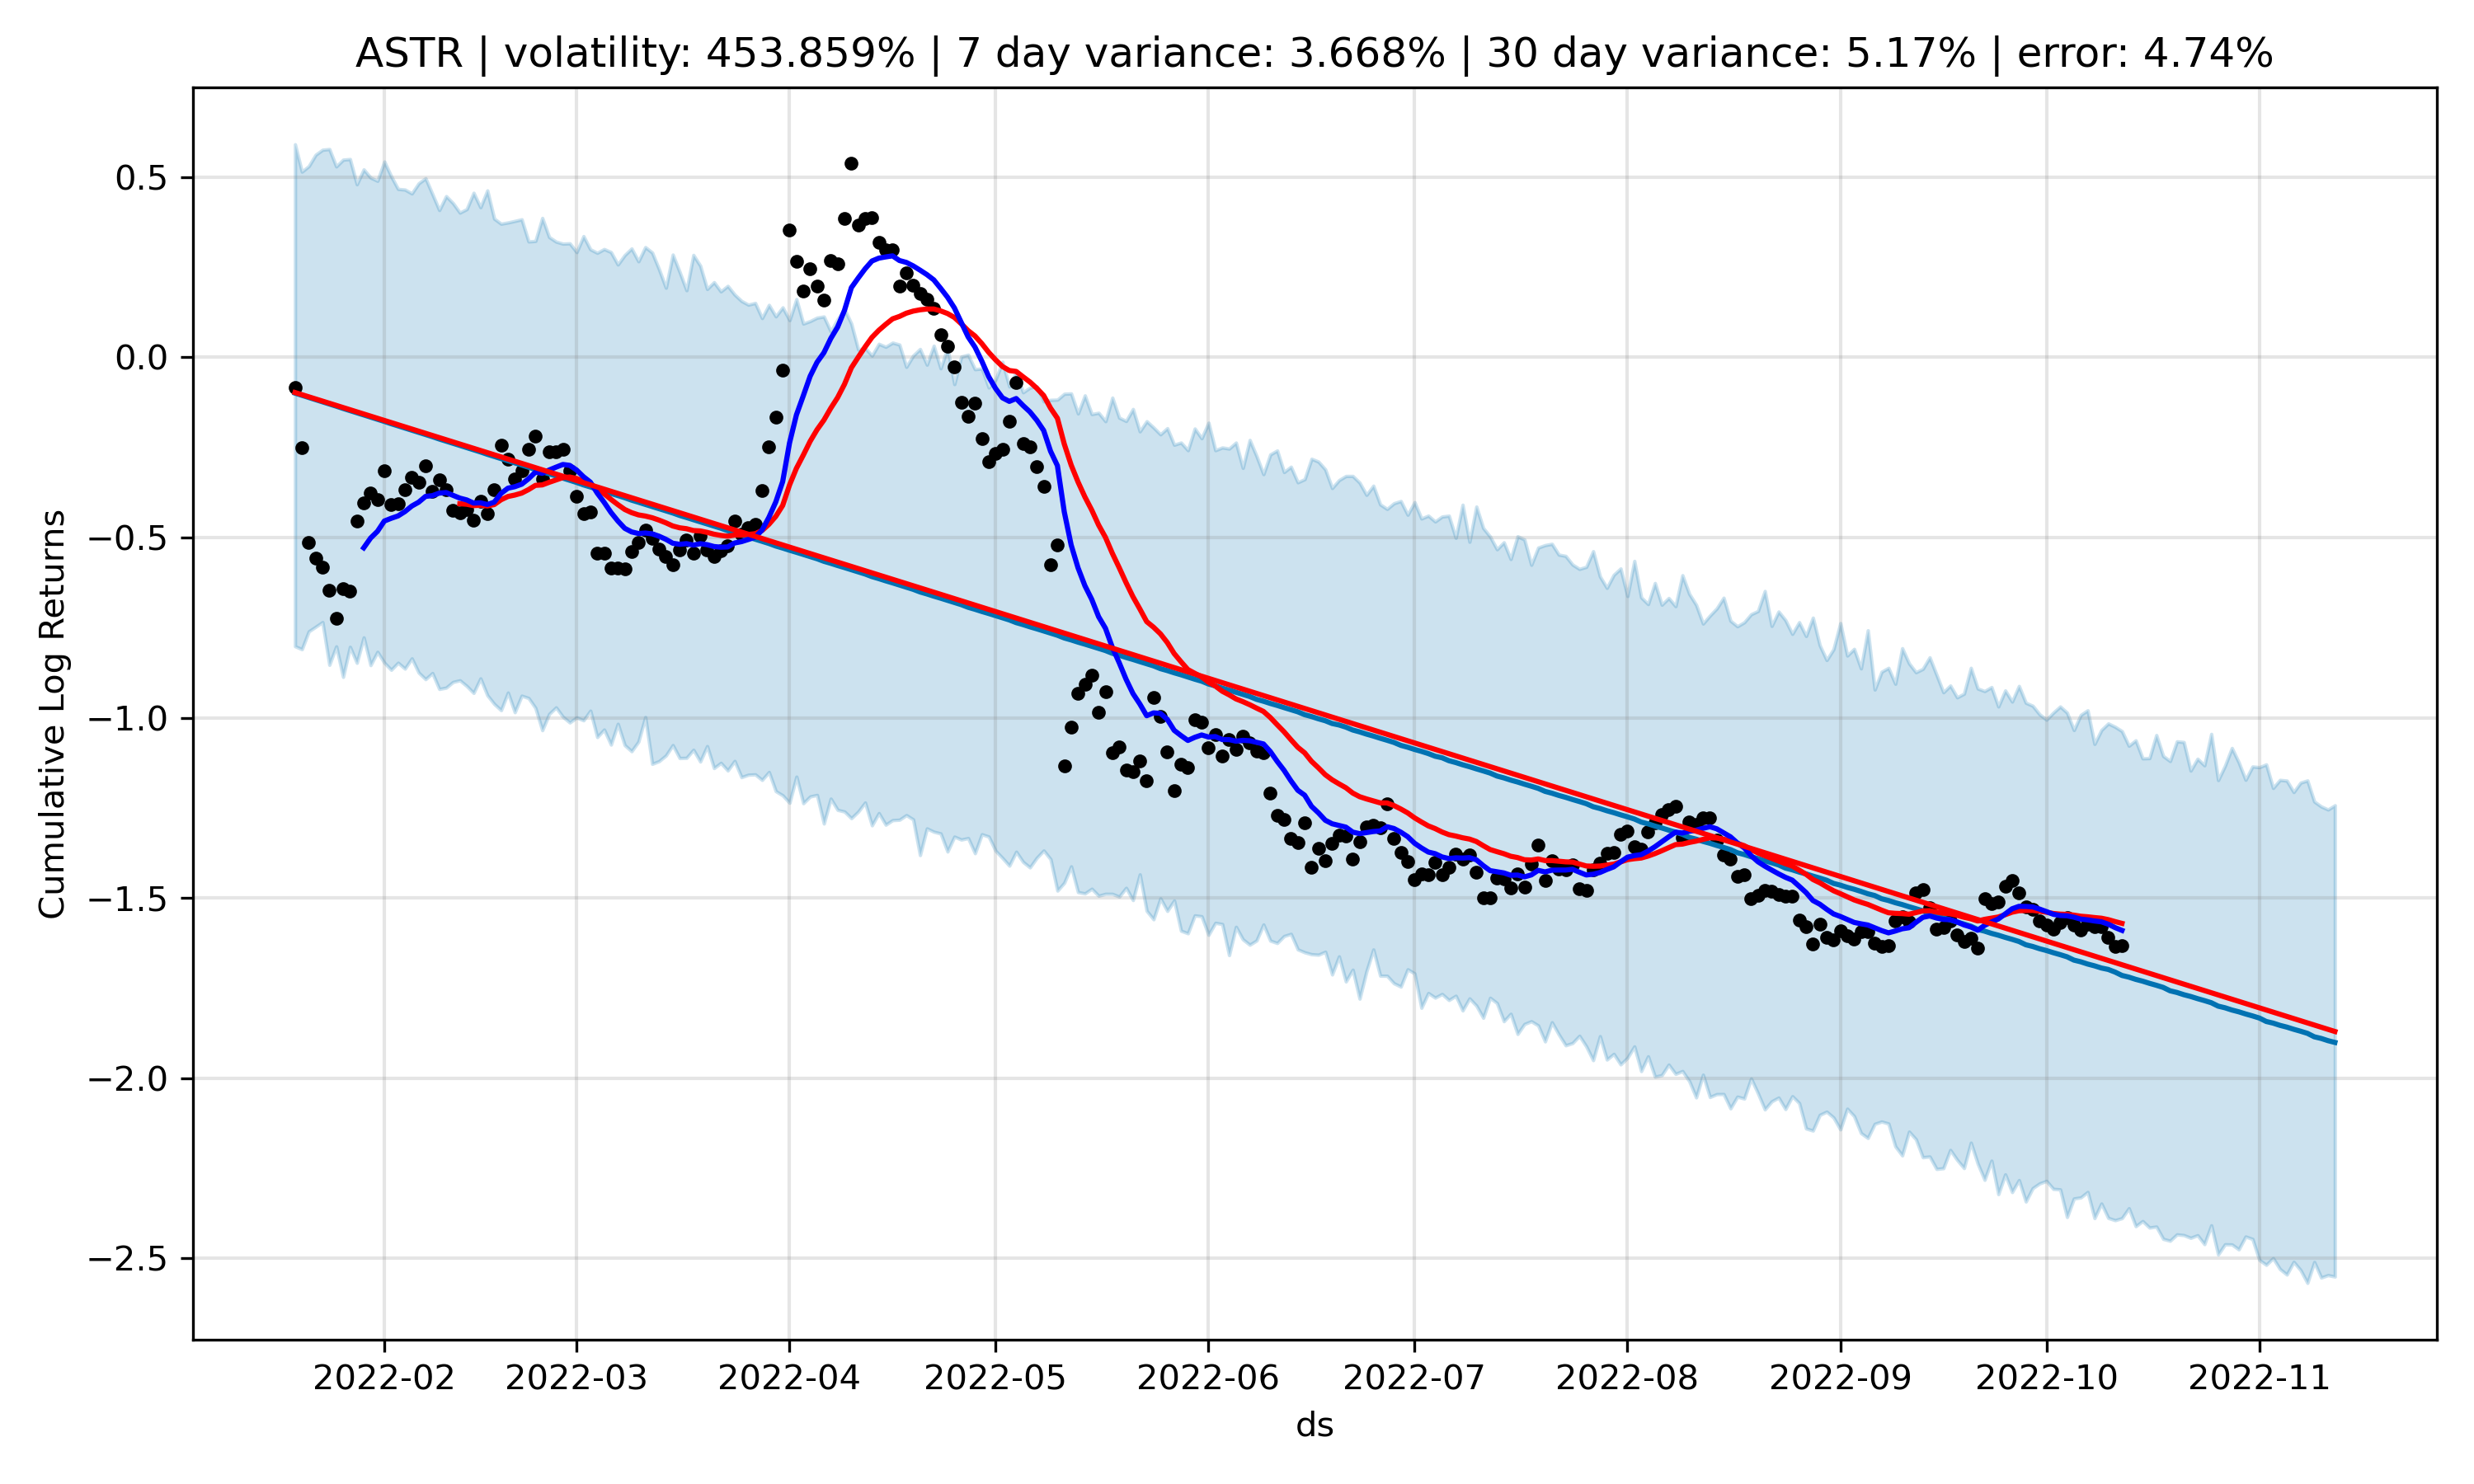 ASTR | volatility: 453.859% | 7 day variance: 3.668% | 30 day variance: 5.17% | error: 4.74%
Cumulative Log Returns
0.5
0.0
−0.5
−1.0
−1.5
−2.0
−2.5
2022-02 2022-03 2022-04 2022-05 2022-06 2022-07 2022-08 2022-09 2022-10 2022-11
ds